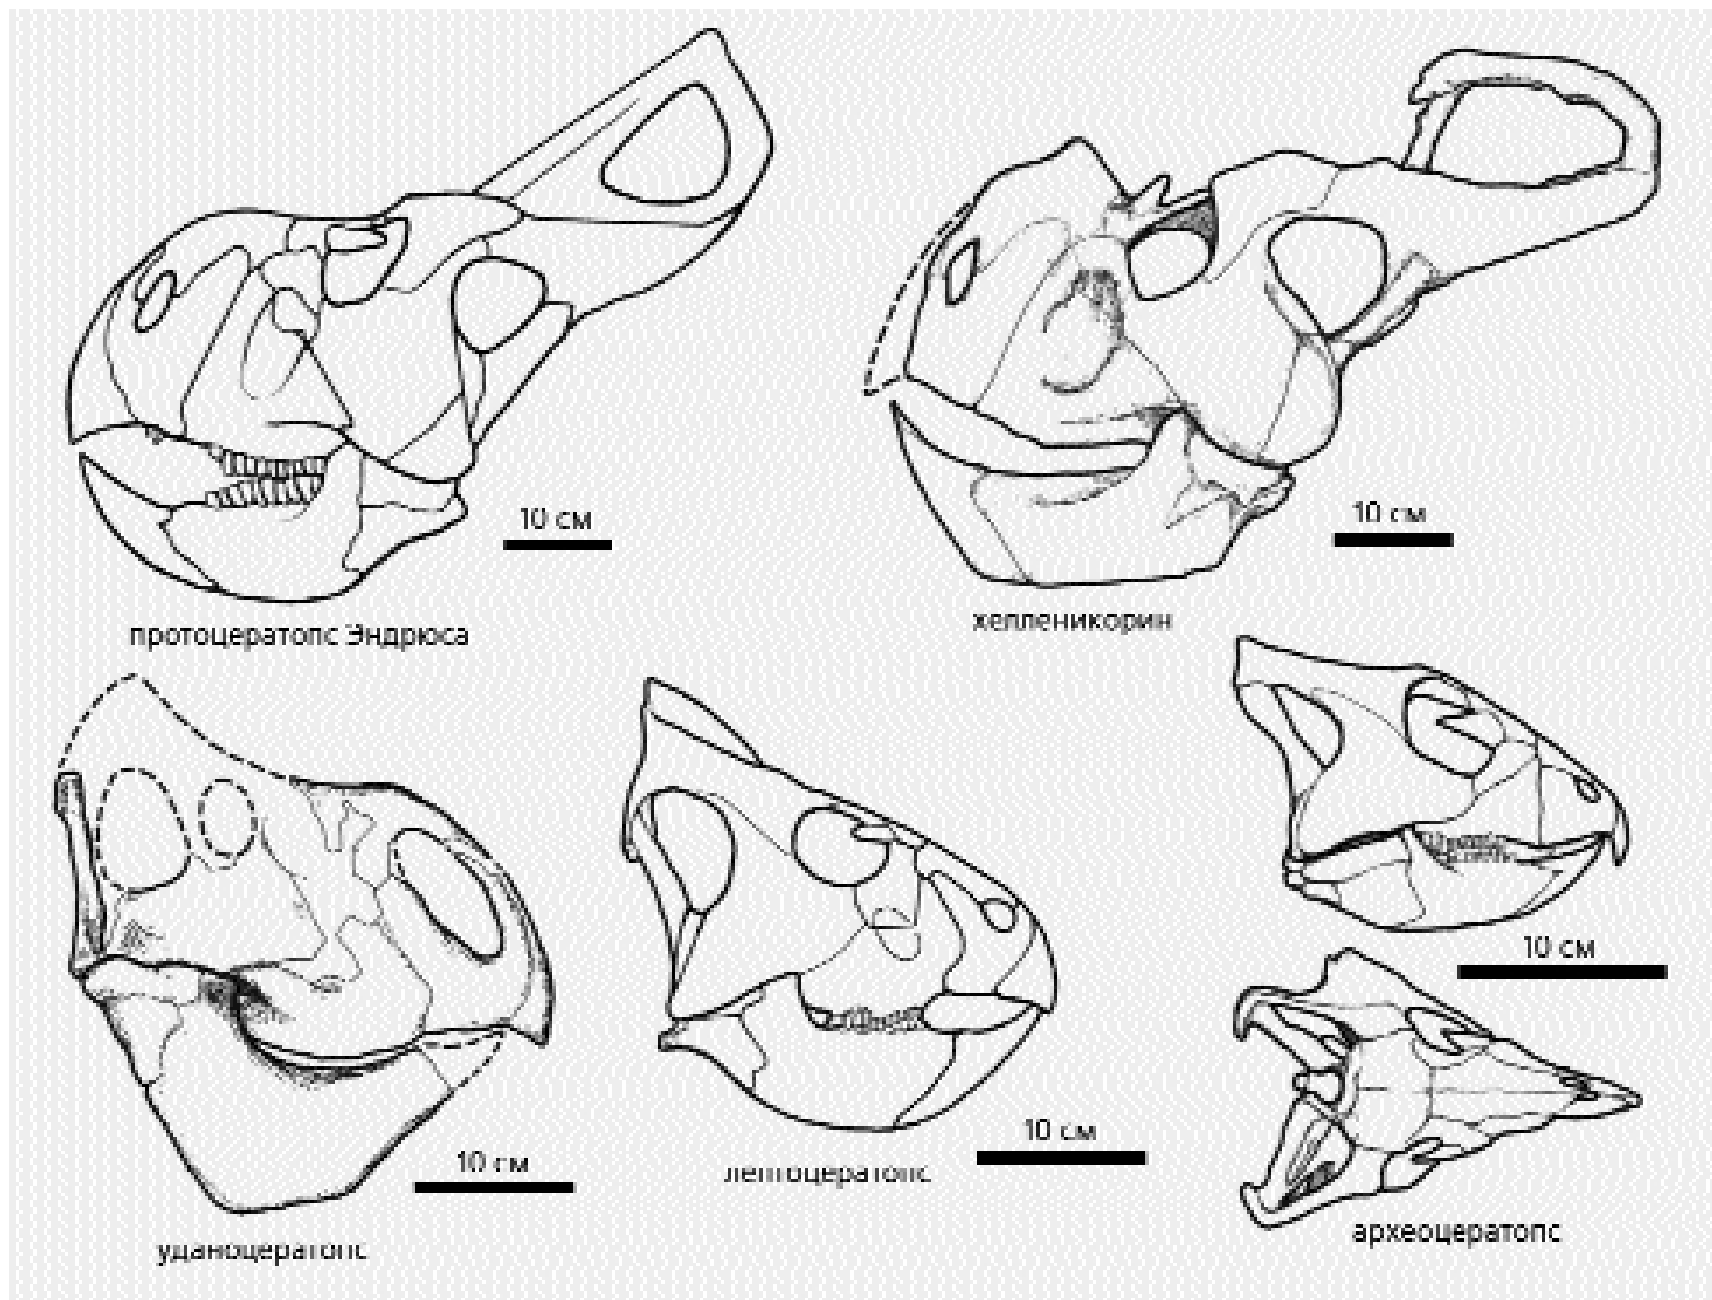 10 см
10 см
протоцератопс Эндрюса
хелленикорин
10 см
10 см
10 см
лептоцератопс
археоцератопс
уданоцератопс